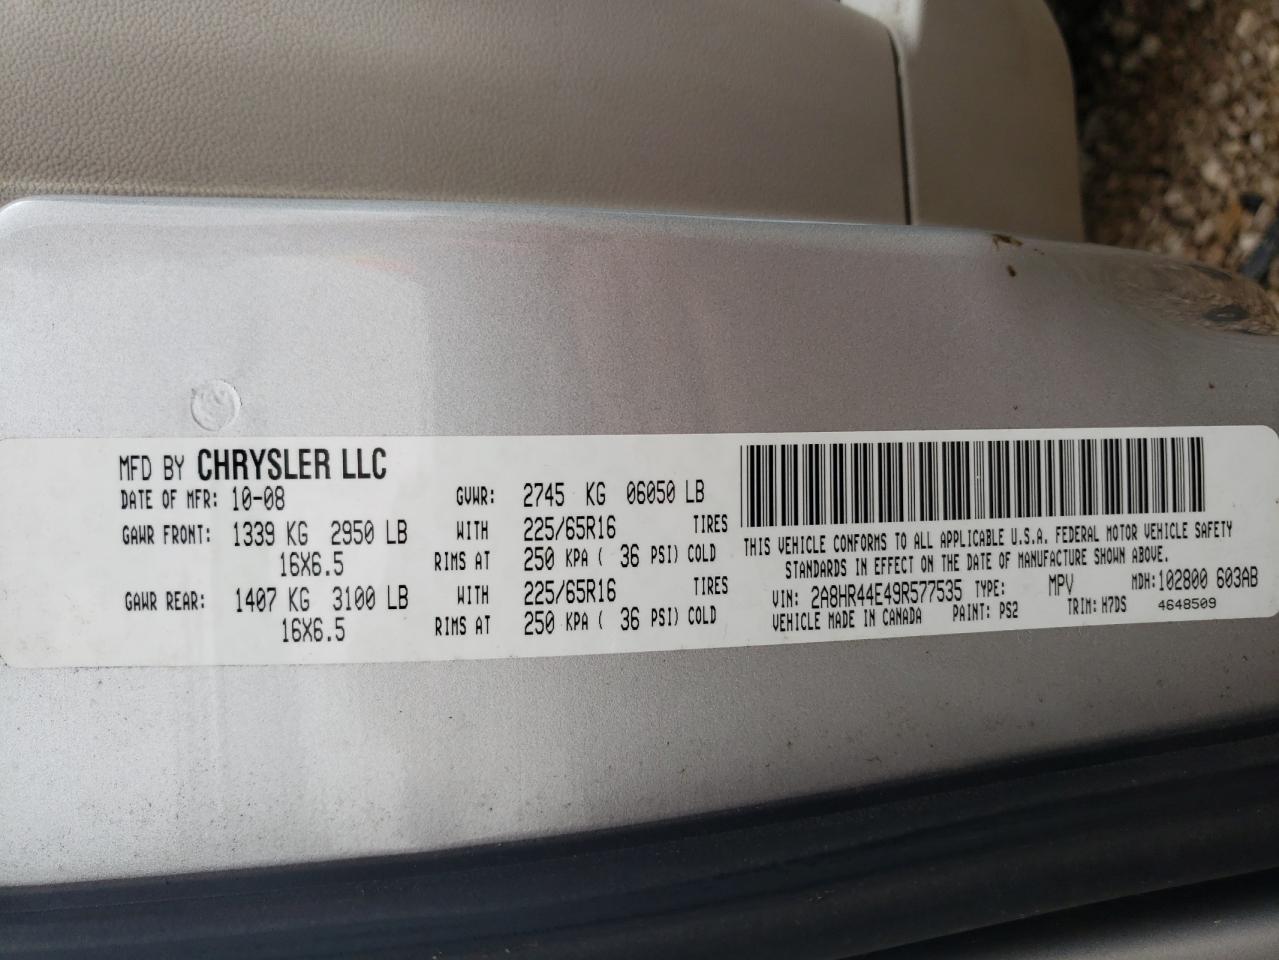 MFD BY CHRYSLER LLC
DATE OF MFR: 10-08 GVWR: 2745 KG 06050 LB
GAWR FRONT: 1339 KG 2950 LB WITH 225/65R16 TIRES
16X6.5 RIMS AT 250 KPA ( 36 PSI) COLD
GAWR REAR: 1407 KG 3100 LB WITH 225/65R16 TIRES
16X6.5 RIMS AT 250 KPA ( 36 PSI) COLD
THIS VEHICLE CONFORMS TO ALL APPLICABLE U.S.A. FEDERAL MOTOR VEHICLE SAFETY
STANDARDS IN EFFECT ON THE DATE OF MANUFACTURE SHOWN ABOVE.
VIN: 2A8HR44E49R577535 TYPE: MPV MDH: 102800 603AB
VEHICLE MADE IN CANADA PAINT: PS2 TRIM: H7DS 4648509